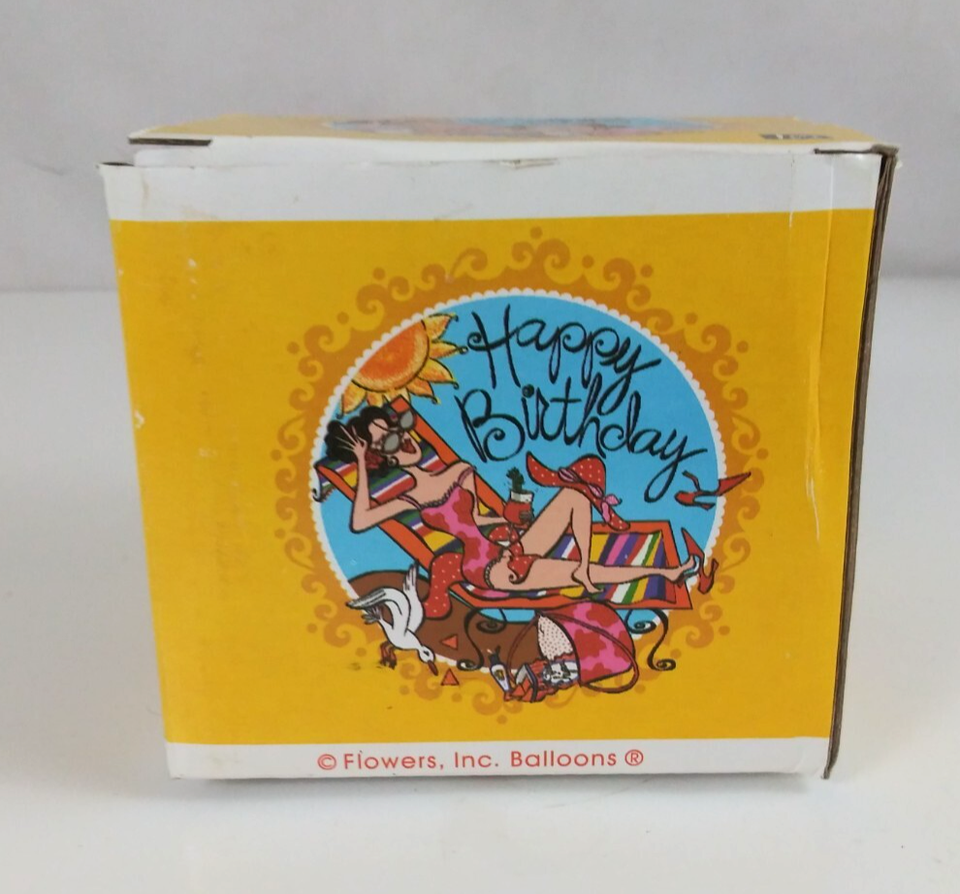 Happy
Birthday
© Flowers, Inc. Balloons ®